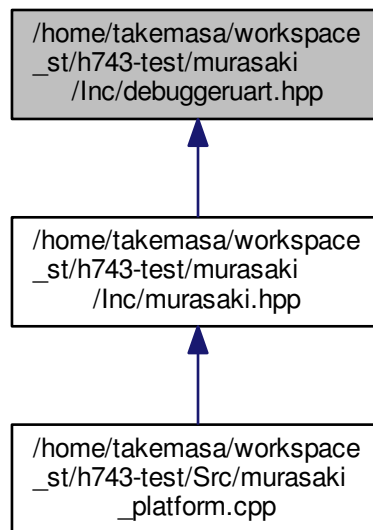 /home/takemasa/workspace
_st/h743-test/murasaki
/Inc/debuggeruart.hpp
/home/takemasa/workspace
_st/h743-test/murasaki
/Inc/murasaki.hpp
/home/takemasa/workspace
_st/h743-test/Src/murasaki
_platform.cpp